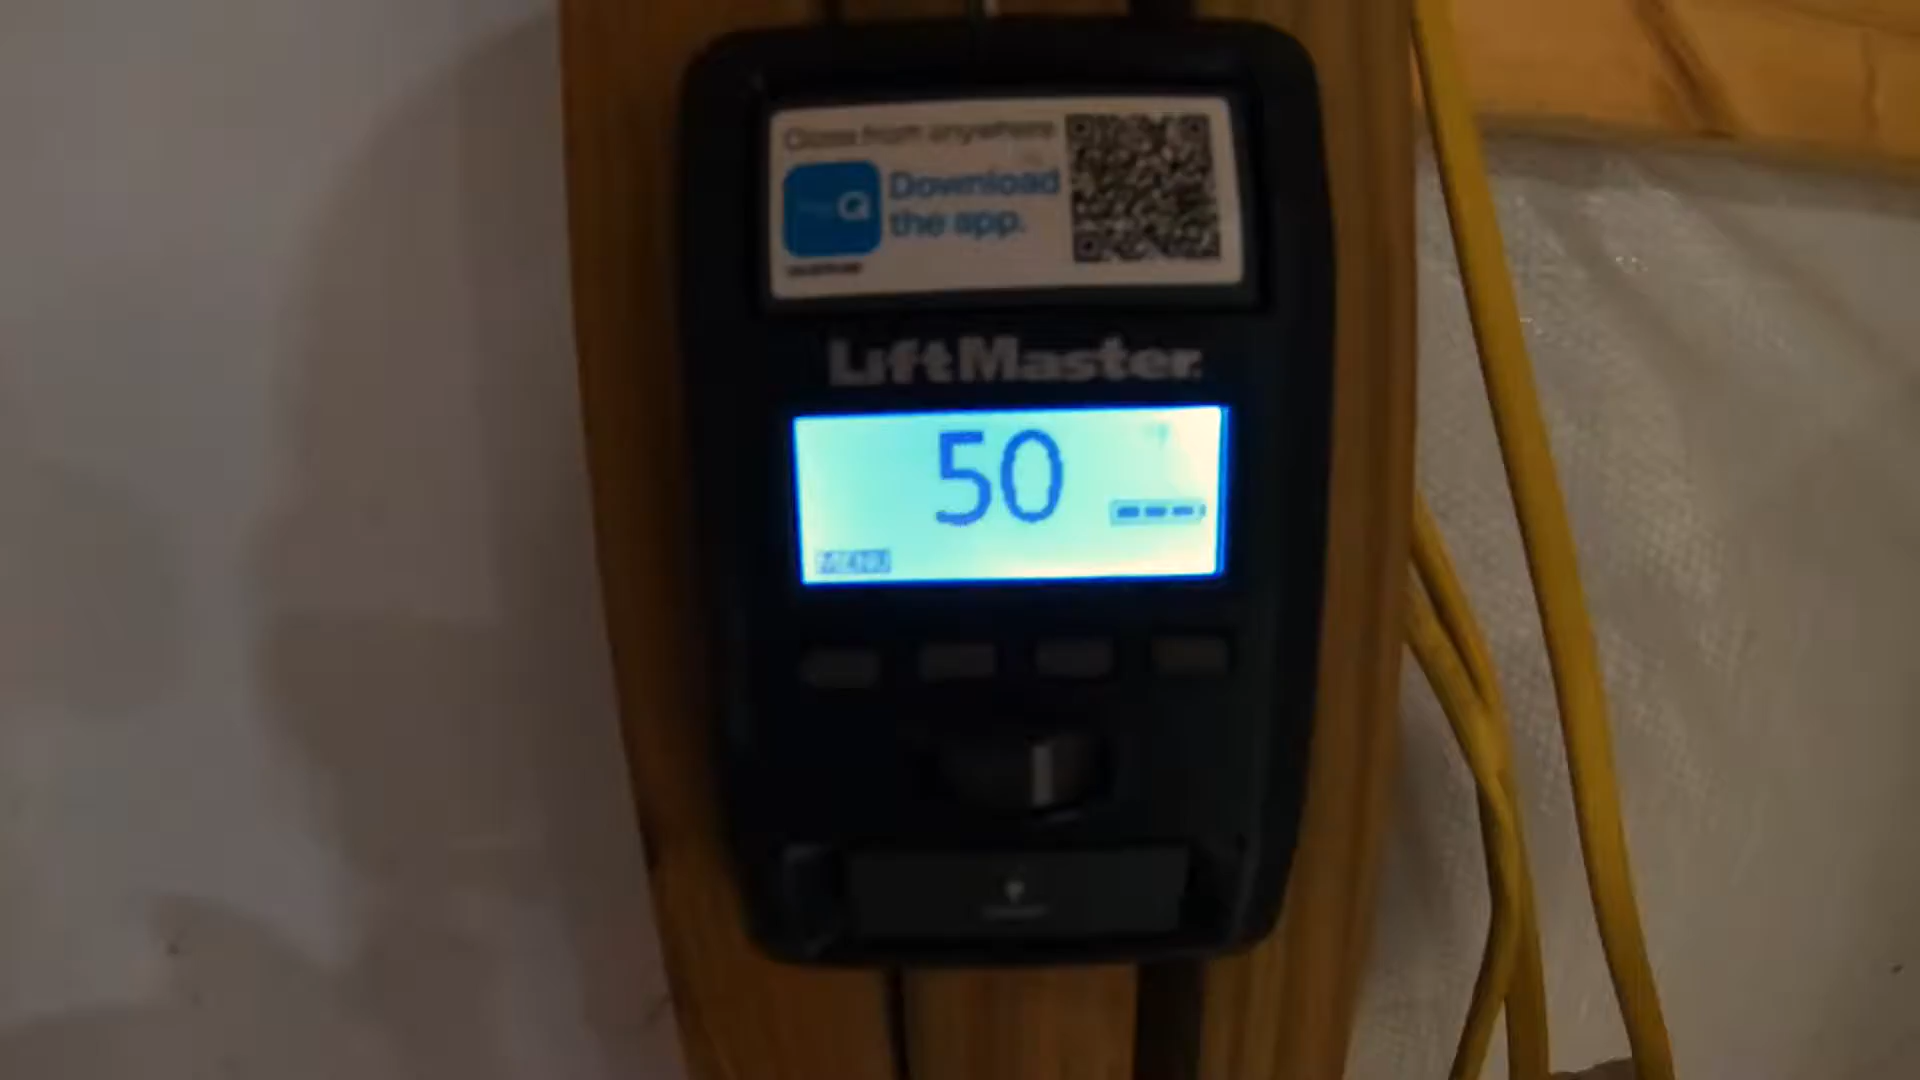 Close from anywhere
Q
Download
the app.
LiftMaster
50
MENU